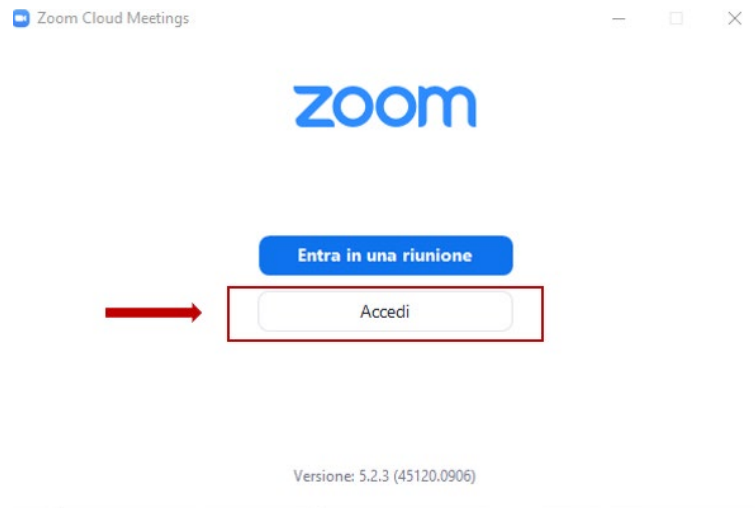 Zoom Cloud Meetings
zoom
Entra in una riunione
Accedi
Versione: 5.2.3 (45120.0906)